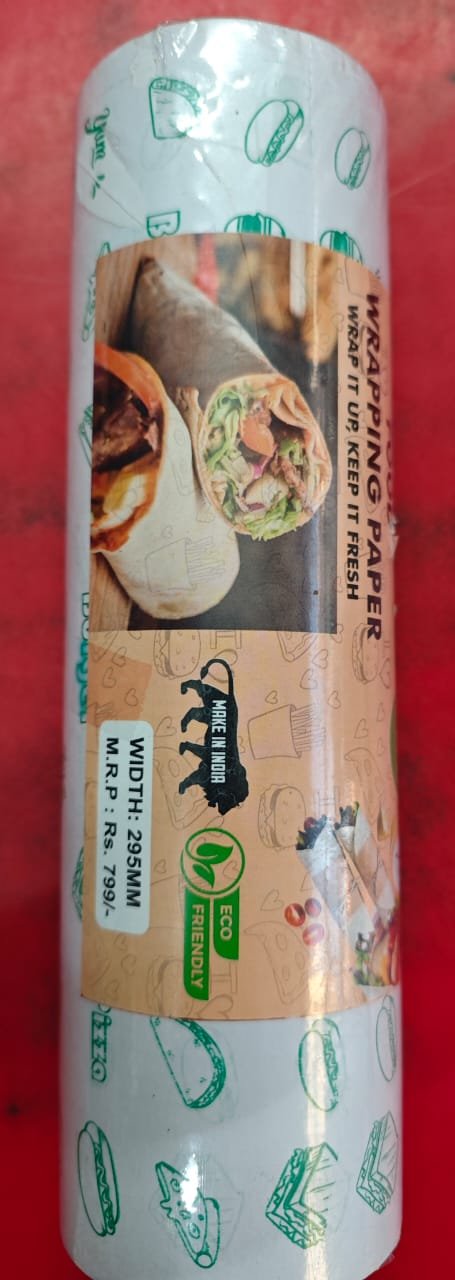 WRAPPING PAPER
WRAP IT UP, KEEP IT FRESH
MAKE IN INDIA
ECO
FRIENDLY
WIDTH: 295MM
M.R.P : Rs. 799/-